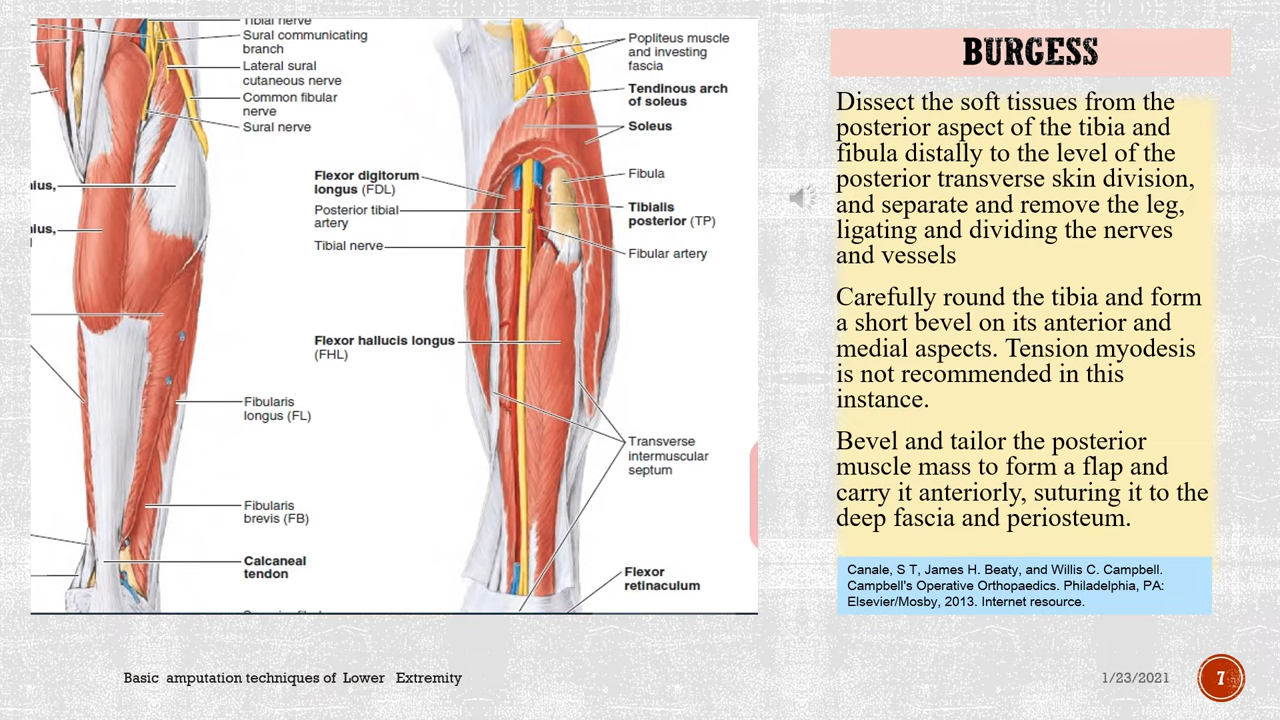 Tibial nerve
Sural communicating
branch
Lateral sural
cutaneous nerve
Common fibular
nerve
Sural nerve
Fibularis
longus (FL)
Fibularis
brevis (FB)
Calcaneal
tendon
Flexor digitorum
longus (FDL)
Posterior tibial
artery
Tibial nerve
Flexor hallucis longus
(FHL)
Popliteus muscle
and investing
fascia
Tendinous arch
of soleus
Soleus
Fibula
Tibialis
posterior (TP)
Fibular artery
Transverse
intermuscular
septum
Flexor
retinaculum
BURGESS
Dissect the soft tissues from the
posterior aspect of the tibia and
fibula distally to the level of the
posterior transverse skin division,
and separate and remove the leg,
ligating and dividing the nerves
and vessels
Carefully round the tibia and form
a short bevel on its anterior and
medial aspects. Tension myodesis
is not recommended in this
instance.
Bevel and tailor the posterior
muscle mass to form a flap and
carry it anteriorly, suturing it to the
deep fascia and periosteum.
Canale, S T, James H. Beaty, and Willis C. Campbell.
Campbell's Operative Orthopaedics. Philadelphia, PA:
Elsevier/Mosby, 2013. Internet resource.
Basic amputation techniques of Lower Extremity
1/23/2021
7